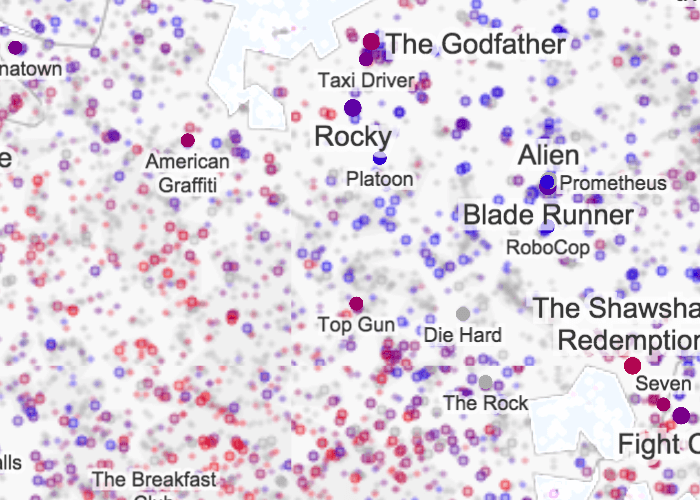 The Godfather
natown
Taxi Driver
Rocky
American
Graffiti
e
Alien
Platoon
Prometheus
Blade Runner
RoboCop
The Shawsha
Redemption
Top Gun
Die Hard
Seven
The Rock
Fight C
alls
The Breakfast
Club